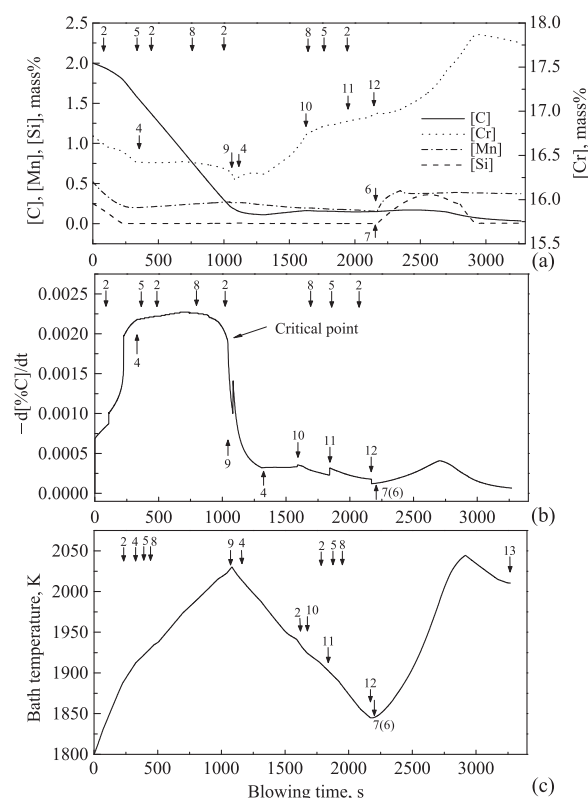 2 5 2 8 2 8 5 2
18.0
2.5
2.0
1.5
1.0
0.5
0.0
17.5
17.0
16.5
16.0
15.5
[C], [Mn], [Si], mass%
[Cr], mass%
4 9 4 10 11 12 6 7
[C]
[Cr]
[Mn]
[Si]
0 500 1000 1500 2000 2500 3000
(a)
2 5 2 8 2 8 5 2
0.0025
0.0020
0.0015
0.0010
0.0005
0.0000
−d[%C]/dt
Critical point
4 9 4 10 11 12 7(6)
0 500 1000 1500 2000 2500 3000
(b)
2 4 5 8 9 4 2 5 8 13
2050
2000
1950
1900
1850
1800
Bath temperature, K
2 10 11 12 7(6)
0 500 1000 1500 2000 2500 3000
Blowing time, s
(c)